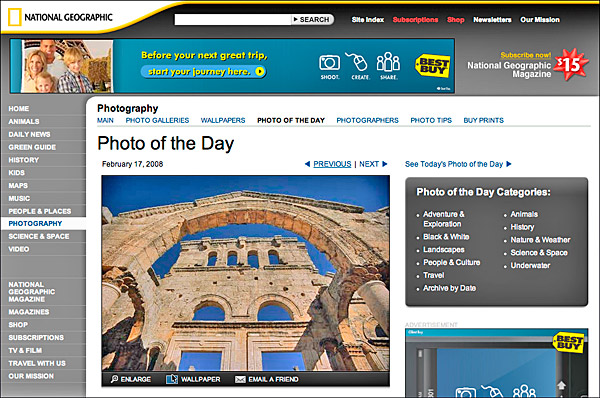 NATIONAL GEOGRAPHIC
SEARCH
Site Index Subscriptions Shop Newsletters Our Mission
Before your next great trip,
start your journey here.
SHOOT. CREATE. SHARE.
BEST BUY
Subscribe now!
National Geographic
Magazine
$15
HOME
ANIMALS
DAILY NEWS
GREEN GUIDE
HISTORY
KIDS
MAPS
MUSIC
PEOPLE & PLACES
PHOTOGRAPHY
SCIENCE & SPACE
VIDEO
NATIONAL
GEOGRAPHIC
MAGAZINE
MAGAZINES
SHOP
SUBSCRIPTIONS
TV & FILM
TRAVEL WITH US
OUR MISSION
Photography
MAIN PHOTO GALLERIES WALLPAPERS PHOTO OF THE DAY PHOTOGRAPHERS PHOTO TIPS BUY PRINTS
Photo of the Day
February 17, 2008
PREVIOUS | NEXT
See Today's Photo of the Day
ENLARGE WALLPAPER EMAIL A FRIEND
Photo of the Day Categories:
Adventure &
Exploration
Black & White
Landscapes
People & Culture
Travel
Archive by Date
Animals
History
Nature & Weather
Science & Space
Underwater
ADVERTISEMENT
BEST BUY